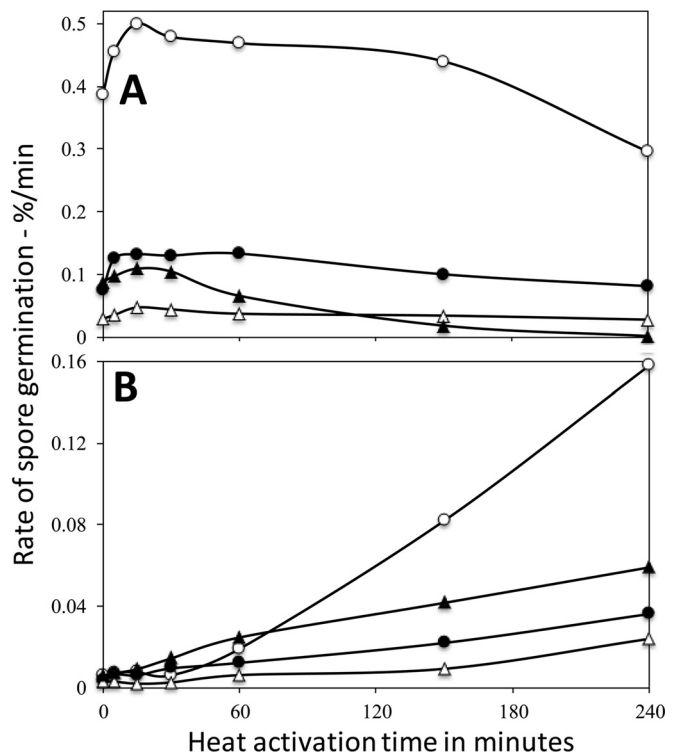 0.5
0.4
A
0.3
0.2
0.1
0
0.16
B
0.12
0.08
0.04
0
0 60 120 180 240
Heat activation time in minutes
Rate of spore germination - %/min